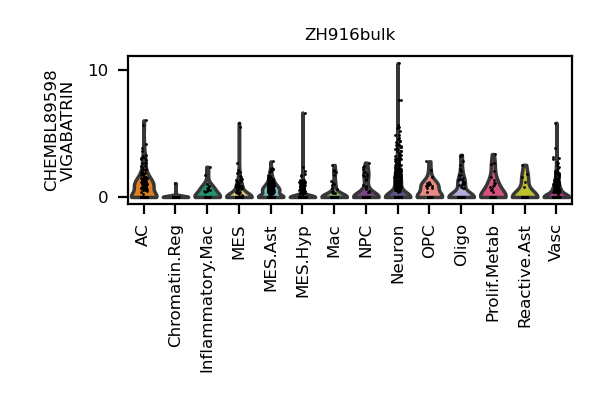 ZH916bulk
CHEMBL89598
VIGABATRIN
10
0
AC
Chromatin.Reg
Inflammatory.Mac
MES
MES.Ast
MES.Hyp
Mac
NPC
Neuron
OPC
Oligo
Prolif.Metab
Reactive.Ast
Vasc